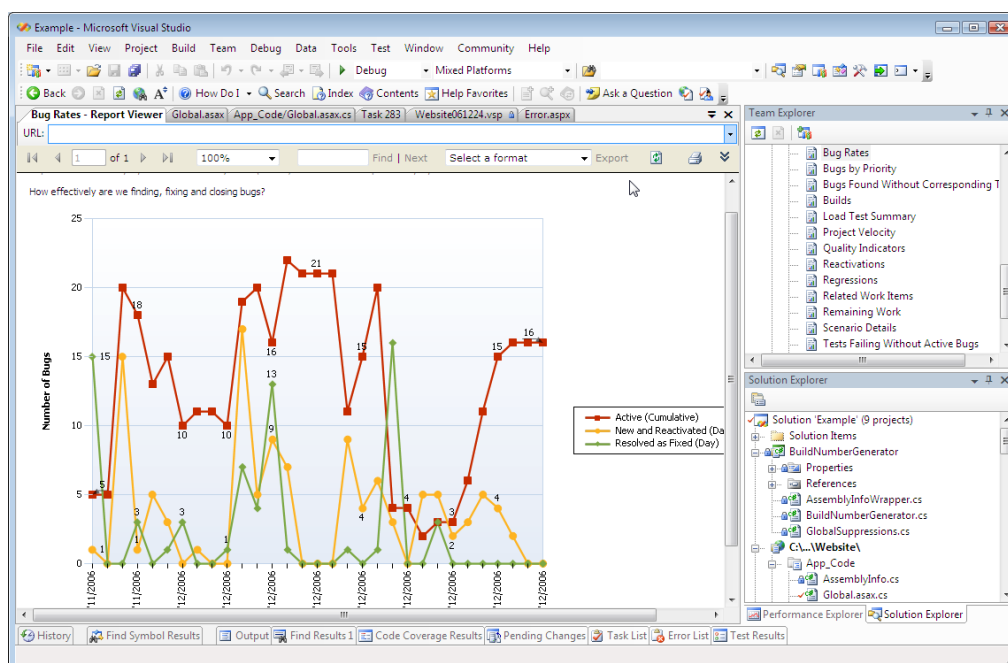 Example - Microsoft Visual Studio
File Edit View Project Build Team Debug Data Tools Test Window Community Help
Debug Mixed Platforms
Back How Do I Search Index Contents Help Favorites Ask a Question
Bug Rates - Report Viewer Global.asax App_Code/Global.asax.cs Task 283 Website061224.vsp Error.aspx
URL:
1 of 1 100% Find | Next Select a format Export
How effectively are we finding, fixing and closing bugs?
Number of Bugs
25
20
15
10
5
0
15
5
1
18
3
1
10
3
10
1
16
13
9
21
15
4
4
3
2
15
4
16
Active (Cumulative)
New and Reactivated (Da
Resolved as Fixed (Day)
'11/2006
'11/2006
'11/2006
'12/2006
'12/2006
'12/2006
'12/2006
'12/2006
'12/2006
'12/2006
'12/2006
Team Explorer
Bug Rates
Bugs by Priority
Bugs Found Without Corresponding T
Builds
Load Test Summary
Project Velocity
Quality Indicators
Reactivations
Regressions
Related Work Items
Remaining Work
Scenario Details
Tests Failing Without Active Bugs
Solution Explorer
Solution 'Example' (9 projects)
Solution Items
BuildNumberGenerator
Properties
References
AssemblyInfoWrapper.cs
BuildNumberGenerator.cs
GlobalSuppressions.cs
C:\...\Website\
App_Code
AssemblyInfo.cs
Global.asax.cs
Performance Explorer Solution Explorer
History Find Symbol Results Output Find Results 1 Code Coverage Results Pending Changes Task List Error List Test Results